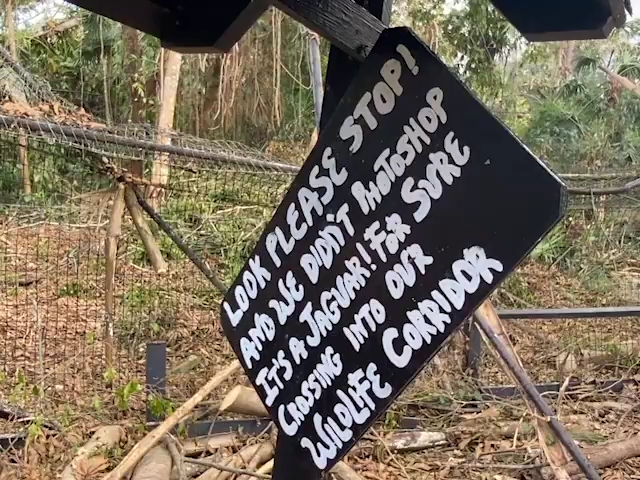 LOOK PLEASE STOP!
AND WE DIDN'T PHOTOSHOP
IT'S A JAGUAR! FOR SURE
CROSSING INTO OUR
WILDLIFE CORRIDOR